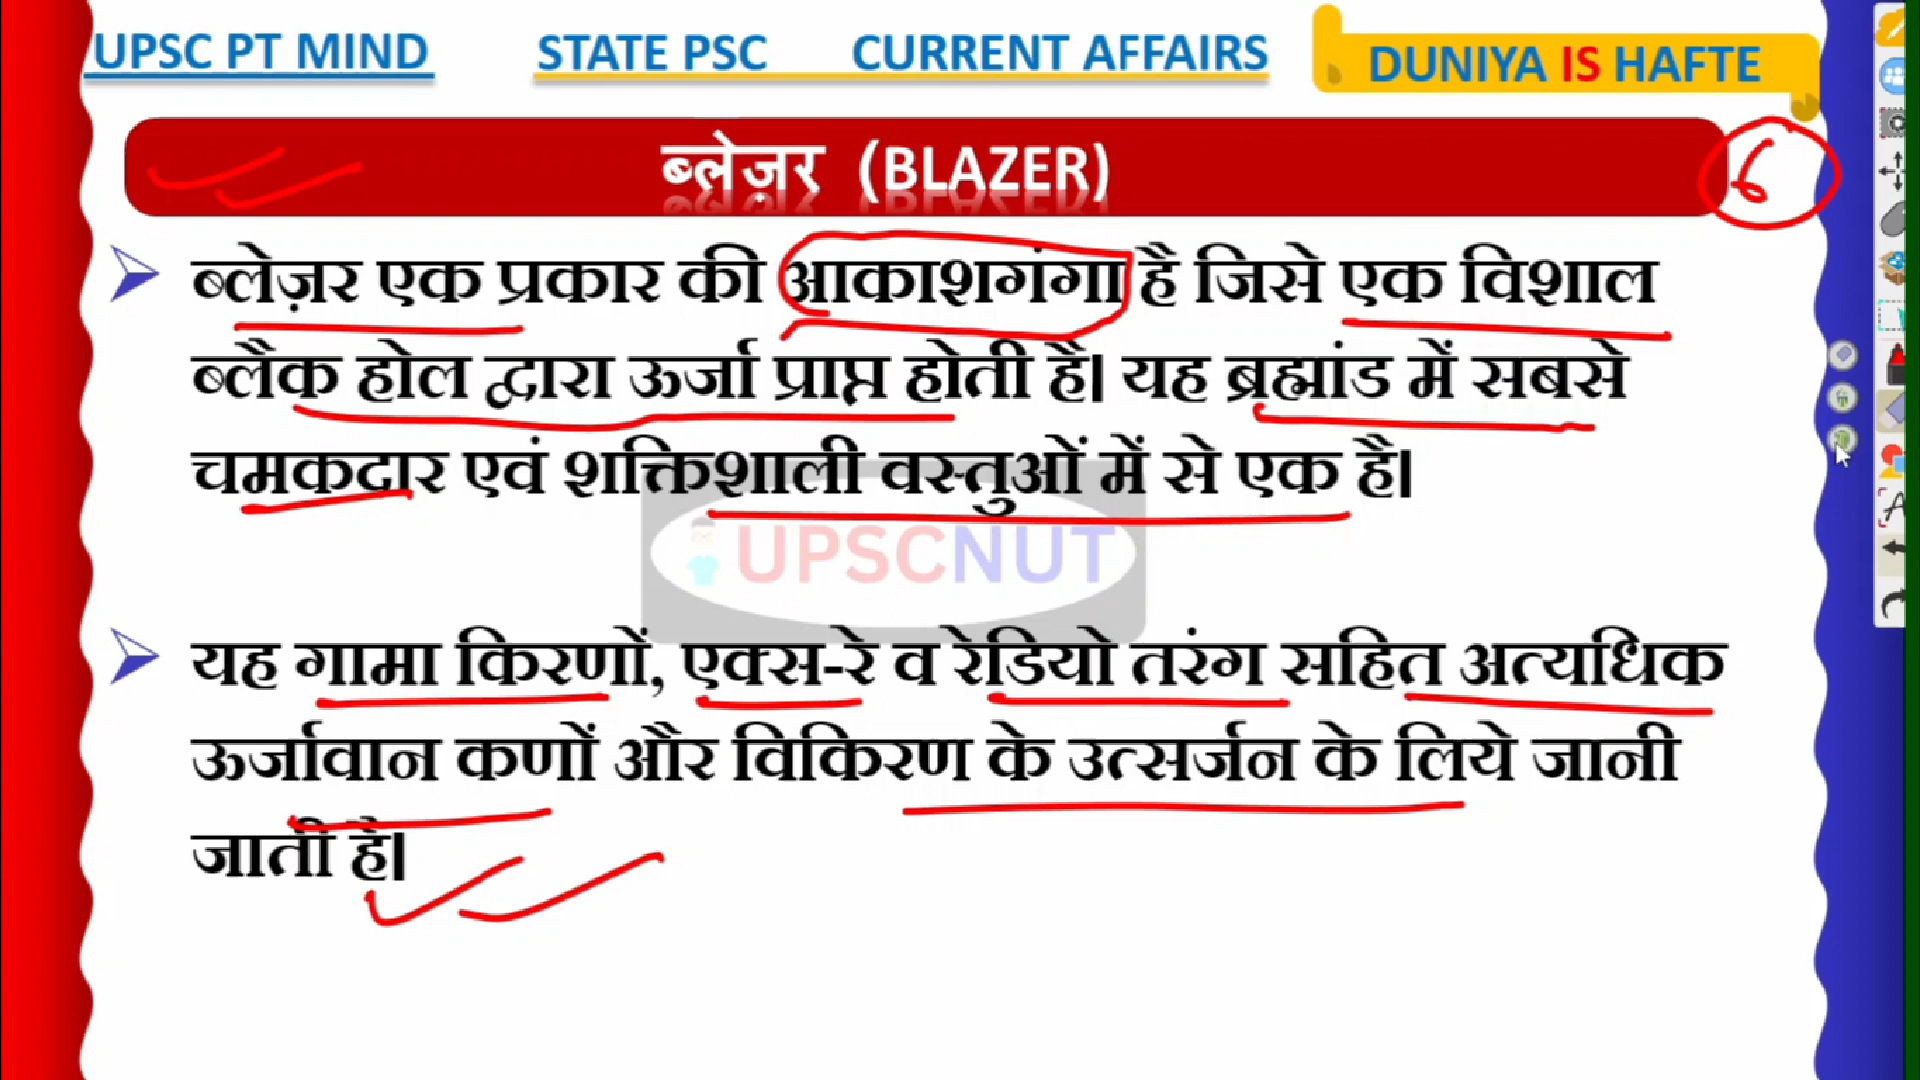 UPSC PT MIND STATE PSC CURRENT AFFAIRS DUNIYA IS HAFTE
ब्लेज़र (BLAZER)
6
ब्लेज़र एक प्रकार की आकाशगंगा है जिसे एक विशाल
ब्लैक होल द्वारा ऊर्जा प्राप्त होती है। यह ब्रह्मांड में सबसे
चमकदार एवं शक्तिशाली वस्तुओं में से एक है।
UPSCNUT
यह गामा किरणों, एक्स-रे व रेडियो तरंग सहित अत्यधिक
ऊर्जावान कणों और विकिरण के उत्सर्जन के लिये जानी
जाती है।